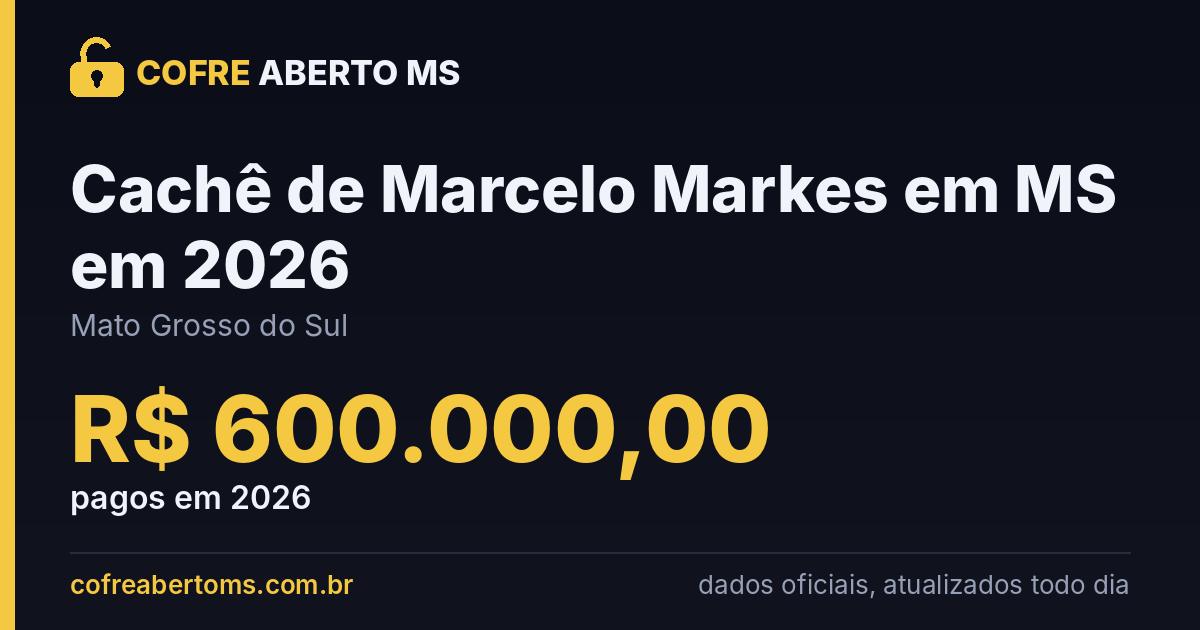 COFRE ABERTO MS
Cachê de Marcelo Markes em MS
em 2026
Mato Grosso do Sul
R$ 600.000,00
pagos em 2026
cofreabertoms.com.br
dados oficiais, atualizados todo dia